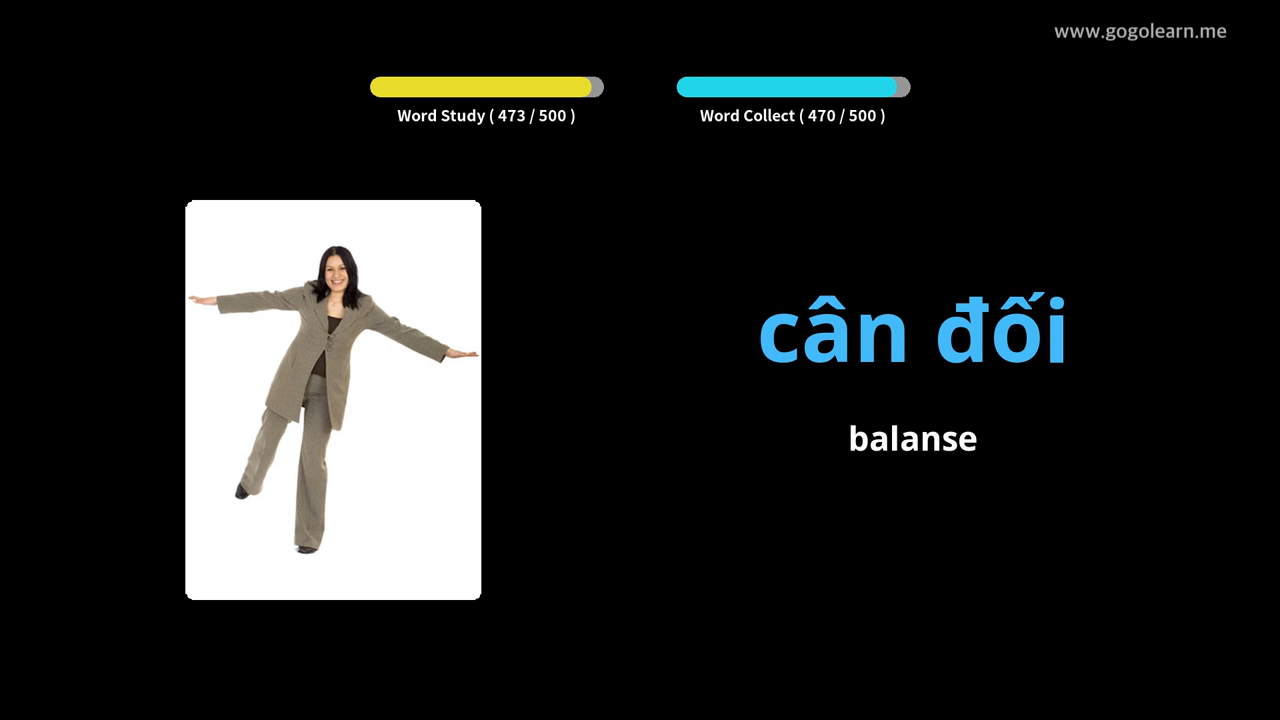 www.gogolearn.me
Word Study ( 473 / 500 )
Word Collect ( 470 / 500 )
cân đối
balanse